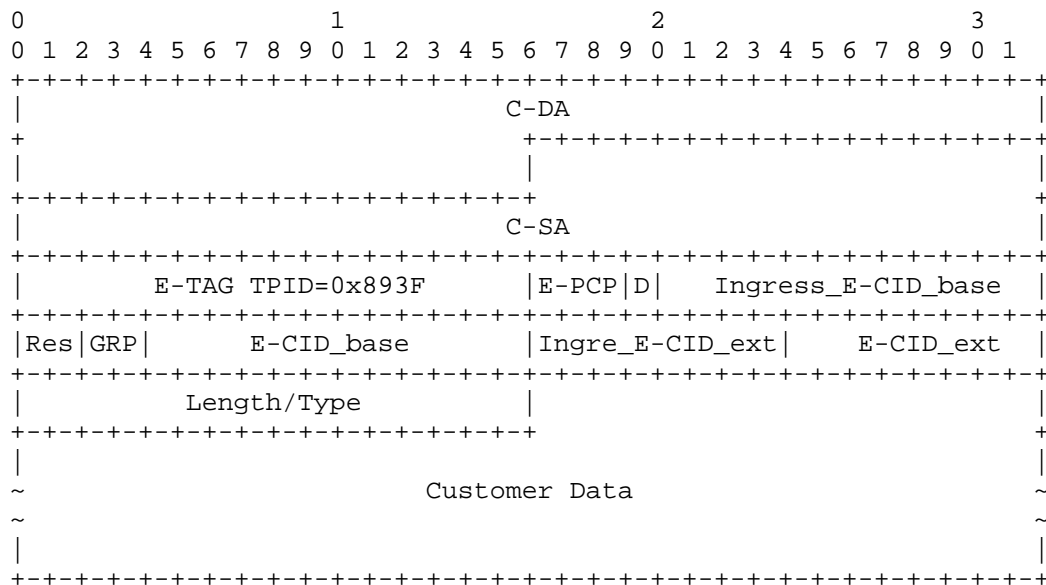 0                   1                   2                   3
0 1 2 3 4 5 6 7 8 9 0 1 2 3 4 5 6 7 8 9 0 1 2 3 4 5 6 7 8 9 0 1
+-+-+-+-+-+-+-+-+-+-+-+-+-+-+-+-+-+-+-+-+-+-+-+-+-+-+-+-+-+-+-+-+
|                              C-DA                             |
+                               +-+-+-+-+-+-+-+-+-+-+-+-+-+-+-+-+
|                               |                               |
+-+-+-+-+-+-+-+-+-+-+-+-+-+-+-+-+                               +
|                              C-SA                             |
+-+-+-+-+-+-+-+-+-+-+-+-+-+-+-+-+-+-+-+-+-+-+-+-+-+-+-+-+-+-+-+-+
|        E-TAG TPID=0x893F      |E-PCP|D|   Ingress_E-CID_base  |
+-+-+-+-+-+-+-+-+-+-+-+-+-+-+-+-+-+-+-+-+-+-+-+-+-+-+-+-+-+-+-+-+
|Res|GRP|      E-CID_base       |Ingre_E-CID_ext|    E-CID_ext  |
+-+-+-+-+-+-+-+-+-+-+-+-+-+-+-+-+-+-+-+-+-+-+-+-+-+-+-+-+-+-+-+-+
|          Length/Type          |                               |
+-+-+-+-+-+-+-+-+-+-+-+-+-+-+-+-+                               +
|                                                               |
~                         Customer Data                         ~
~                                                               ~
|                                                               |
+-+-+-+-+-+-+-+-+-+-+-+-+-+-+-+-+-+-+-+-+-+-+-+-+-+-+-+-+-+-+-+-+